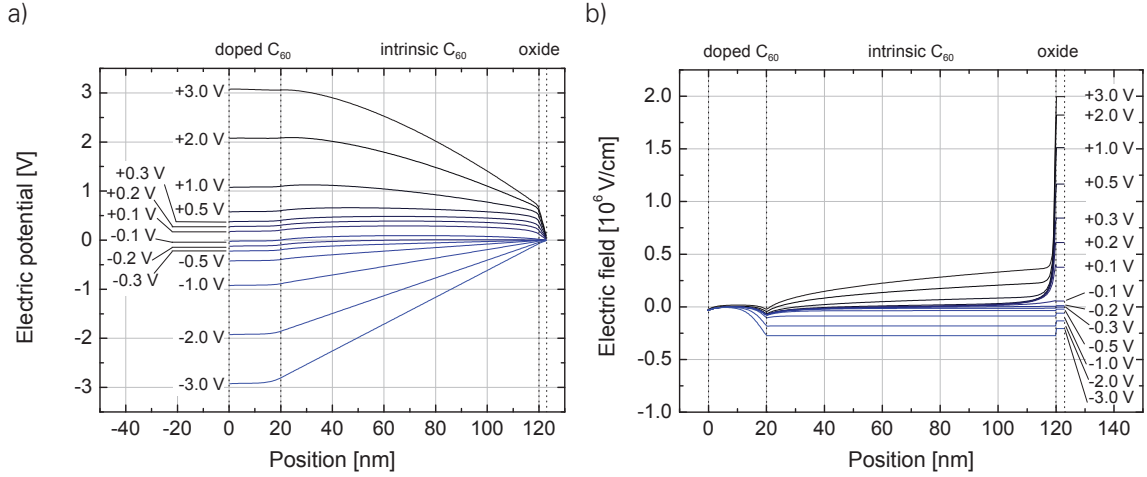 a)
doped C₆₀ intrinsic C₆₀ oxide
Electric potential [V]
3
2
1
0
-1
-2
-3
+3.0 V
+2.0 V
+1.0 V
+0.5 V
+0.3 V
+0.2 V
+0.1 V
-0.1 V
-0.2 V
-0.3 V
-0.5 V
-1.0 V
-2.0 V
-3.0 V
-40 -20 0 20 40 60 80 100 120
Position [nm]
b)
doped C₆₀ intrinsic C₆₀ oxide
Electric field [10⁶ V/cm]
2.0
1.5
1.0
0.5
0.0
-0.5
-1.0
+3.0 V
+2.0 V
+1.0 V
+0.5 V
+0.3 V
+0.2 V
+0.1 V
-0.1 V
-0.2 V
-0.3 V
-0.5 V
-1.0 V
-2.0 V
-3.0 V
0 20 40 60 80 100 120 140
Position [nm]